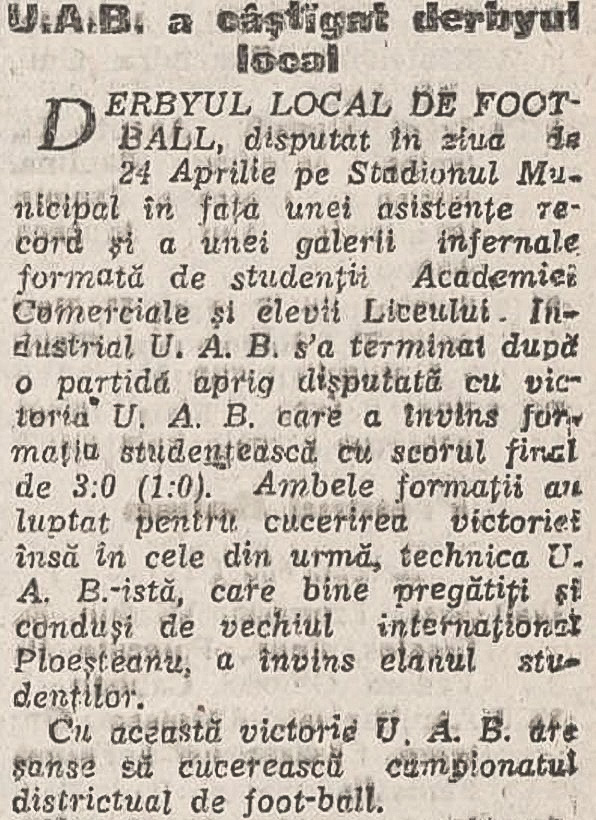 U.A.B. a câştigat derbyul
local
DERBYUL LOCAL DE FOOT-
BALL, disputat în ziua de
24 Aprilie pe Stadionul Mu-
nicipal în faţa unei asistenţe re-
cord şi a unei galerii infernale
formată de studenţii Academiei
Comerciale şi elevii Liceului. In-
dustrial U. A. B. s'a terminat după
o partidă aprig dişputată cu vic-
toria U. A. B. care a învins for-
maţia studenţească cu scorul final
de 3:0 (1:0). Ambele formaţii au
luptat pentru cucerirea victoriei
însă în cele din urmă, technica U.
A. B.-istă, care bine pregătiţi şi
conduşi de vechiul internaţional
Ploeşteanu, a învins elanul stu-
denţilor.
Cu această victorie U. A. B. are
şanse să cucerească campionatul
districtual de foot-ball.